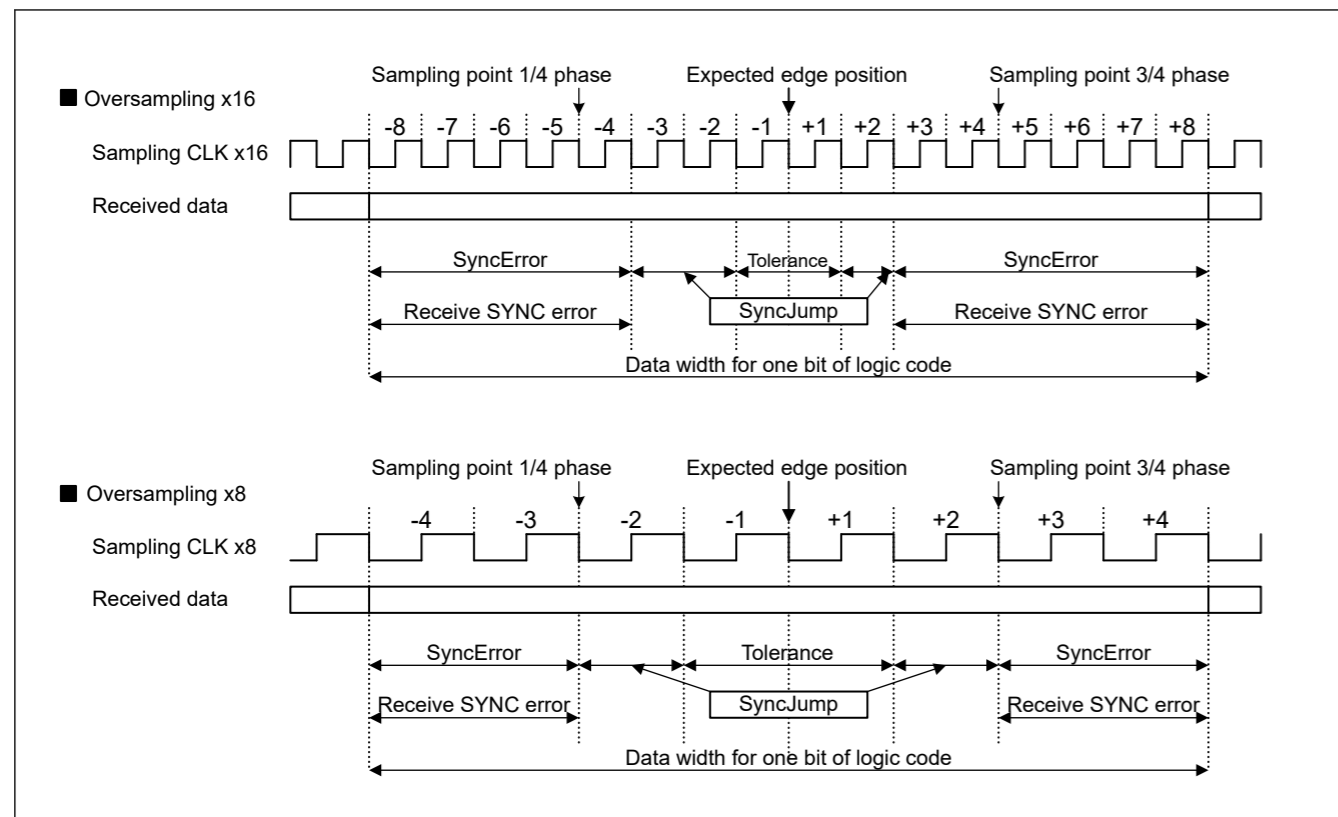 Sampling point 1/4 phase Expected edge position Sampling point 3/4 phase
■ Oversampling x16
-8 -7 -6 -5 -4 -3 -2 -1 +1 +2 +3 +4 +5 +6 +7 +8
Sampling CLK x16
Received data
SyncError Tolerance SyncError
SyncJump
Receive SYNC error Receive SYNC error
Data width for one bit of logic code
Sampling point 1/4 phase Expected edge position Sampling point 3/4 phase
■ Oversampling x8
-4 -3 -2 -1 +1 +2 +3 +4
Sampling CLK x8
Received data
SyncError Tolerance SyncError
Receive SYNC error SyncJump Receive SYNC error
Data width for one bit of logic code